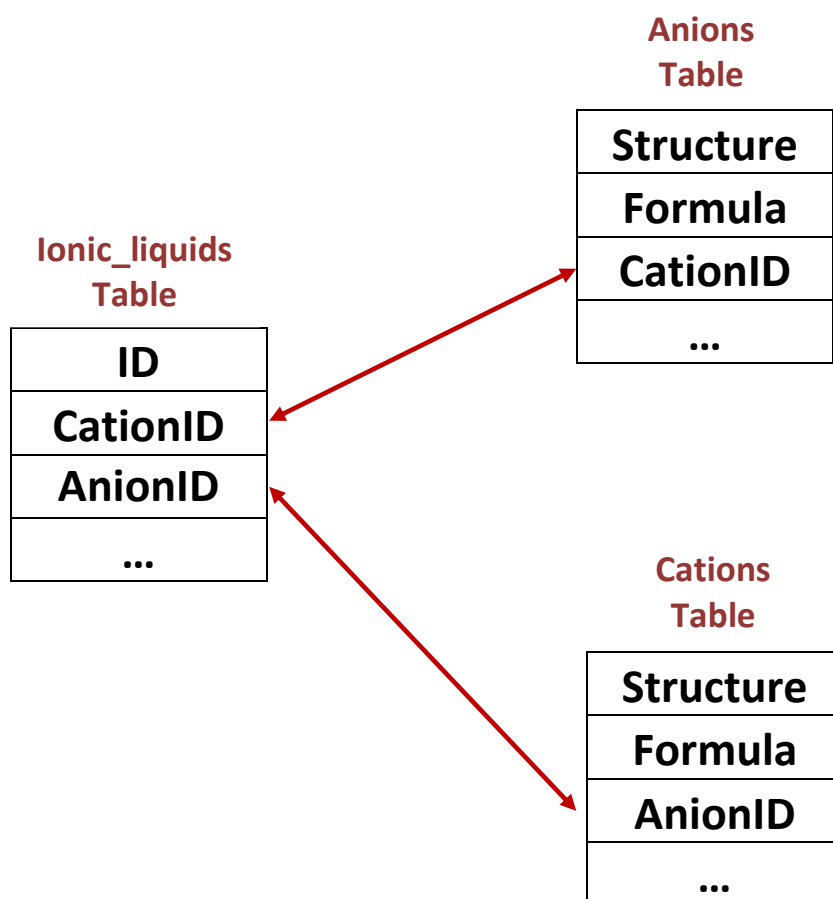 Anions
Table
Structure
Formula
CationID
...
Ionic_liquids
Table
ID
CationID
AnionID
...
Cations
Table
Structure
Formula
AnionID
...